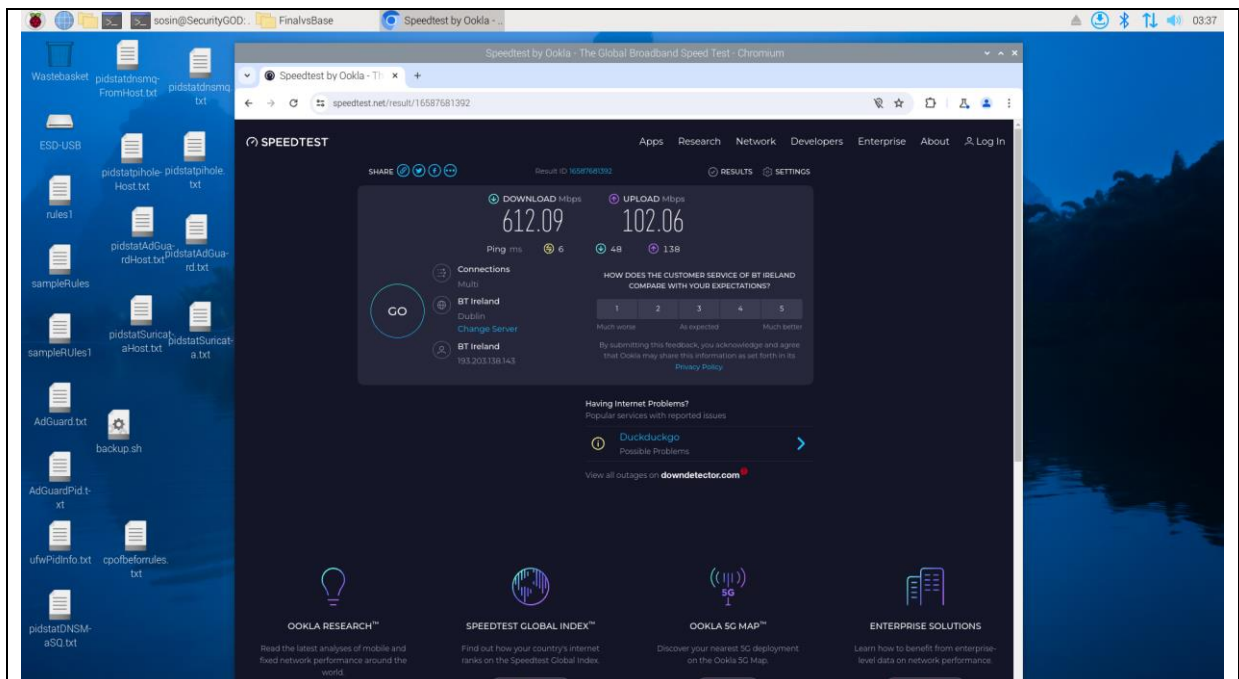 sosin@SecurityGOD:.
FinalvsBase
Speedtest by Ookla - ...
03:37
Wastebasket
pidstatdnsmq-
FromHost.txt
pidstatdnsmq.
txt
ESD-USB
pidstatpihole-
Host.txt
pidstatpihole.
txt
rules1
pidstatAdGua-
rdHost.txt
pidstatAdGua-
rd.txt
sampleRules
pidstatSuricat-
aHost.txt
pidstatSuricat-
a.txt
sampleRUles1
AdGuard.txt
backup.sh
AdGuardPid.t-
xt
ufwPidInfo.txt
cpofbeforrules.
txt
pidstatDNSM-
aSQ.txt
Speedtest by Ookla - The Global Broadband Speed Test - Chromium
Speedtest by Ookla - Th
speedtest.net/result/16587681392
SPEEDTEST
Apps Research Network Developers Enterprise About Log In
SHARE
Result ID 16587681392
RESULTS SETTINGS
DOWNLOAD Mbps UPLOAD Mbps
612.09 102.06
Ping ms 6 48 138
Connections
Multi
BT Ireland
Dublin
Change Server
BT Ireland
193.203.138.143
GO
HOW DOES THE CUSTOMER SERVICE OF BT IRELAND
COMPARE WITH YOUR EXPECTATIONS?
1 2 3 4 5
Much worse As expected Much better
By submitting this feedback, you acknowledge and agree
that Ookla may share this information as set forth in its
Privacy Policy.
Having Internet Problems?
Popular services with reported issues
Duckduckgo
Possible Problems
View all outages on downdetector.com
OOKLA RESEARCH™
Read the latest analyses of mobile and
fixed network performance around the
world.
SPEEDTEST GLOBAL INDEX™
Find out how your country's internet
ranks on the Speedtest Global Index.
5G
OOKLA 5G MAP™
Discover your nearest 5G deployment
on the Ookla 5G Map.
ENTERPRISE SOLUTIONS
Learn how to benefit from enterprise-
level data on network performance.